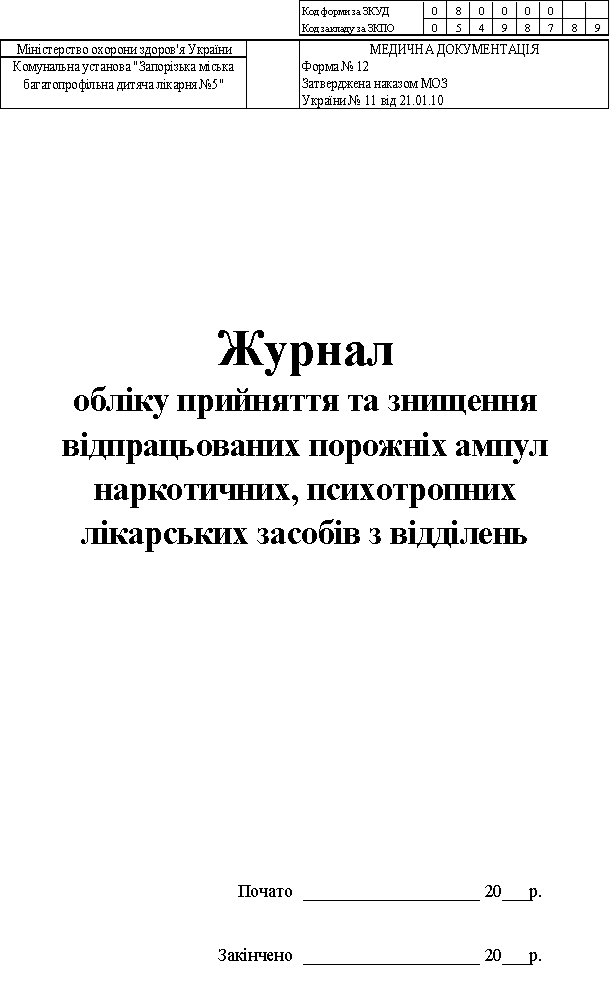 Код форми за ЗКУД 0 8 0 0 0 0
Код закладу за ЗКПО 0 5 4 9 8 7 8 9
Міністерство охорони здоров'я України
Комунальна установа "Запорізька міська
багатопрофільна дитяча лікарня №5"
МЕДИЧНА ДОКУМЕНТАЦІЯ
Форма № 12
Затверджена наказом МОЗ
України № 11 від 21.01.10
Журнал
обліку прийняття та знищення
відпрацьованих порожніх ампул
наркотичних, психотропних
лікарських засобів з відділень
Почато ____________________ 20___р.
Закінчено ____________________ 20___р.